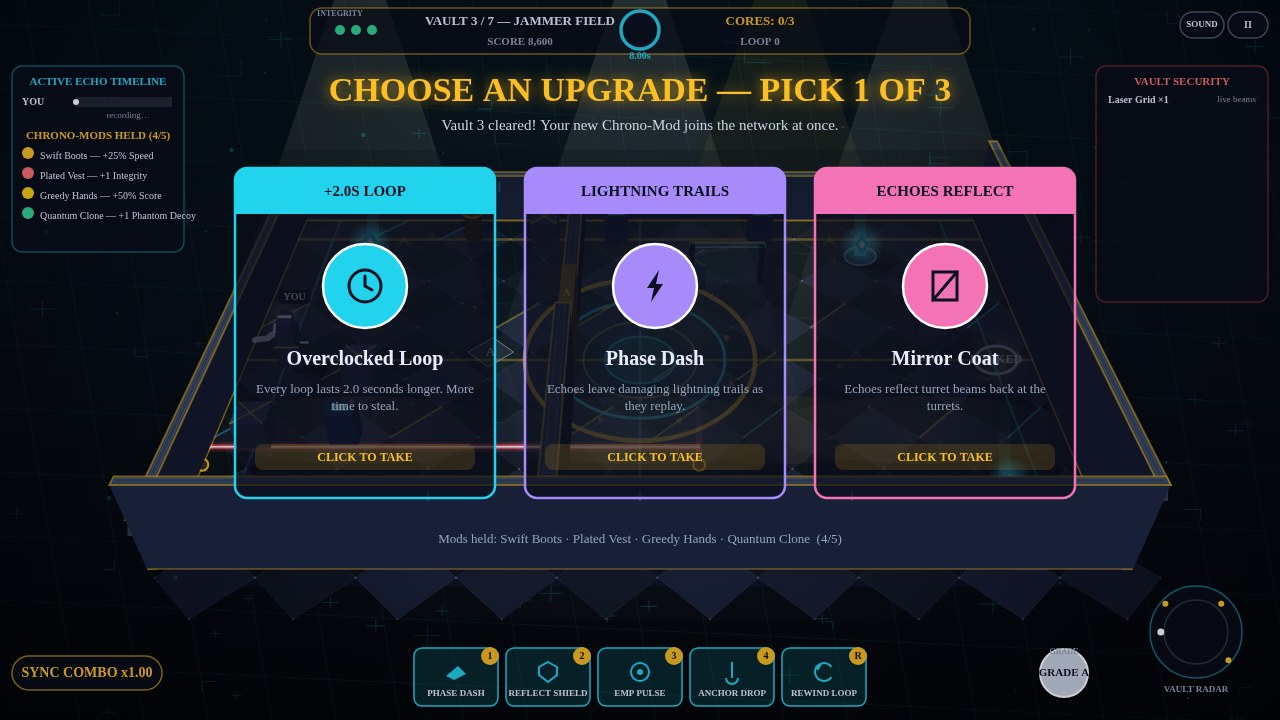 INTEGRITY
VAULT 3 / 7 — JAMMER FIELD
SCORE 8,600
8.00s
CORES: 0/3
LOOP 0
SOUND
II
ACTIVE ECHO TIMELINE
YOU
recording…
CHRONO-MODS HELD (4/5)
Swift Boots — +25% Speed
Plated Vest — +1 Integrity
Greedy Hands — +50% Score
Quantum Clone — +1 Phantom Decoy
VAULT SECURITY
Laser Grid ×1
live beams
CHOOSE AN UPGRADE — PICK 1 OF 3
Vault 3 cleared! Your new Chrono-Mod joins the network at once.
+2.0S LOOP
Overclocked Loop
Every loop lasts 2.0 seconds longer. More
time to steal.
CLICK TO TAKE
LIGHTNING TRAILS
Phase Dash
Echoes leave damaging lightning trails as
they replay.
CLICK TO TAKE
ECHOES REFLECT
Mirror Coat
Echoes reflect turret beams back at the
turrets.
CLICK TO TAKE
YOU
A
A
Mods held: Swift Boots · Plated Vest · Greedy Hands · Quantum Clone (4/5)
SYNC COMBO x1.00
1
PHASE DASH
2
REFLECT SHIELD
3
EMP PULSE
4
ANCHOR DROP
R
REWIND LOOP
GRADE
GRADE A
VAULT RADAR